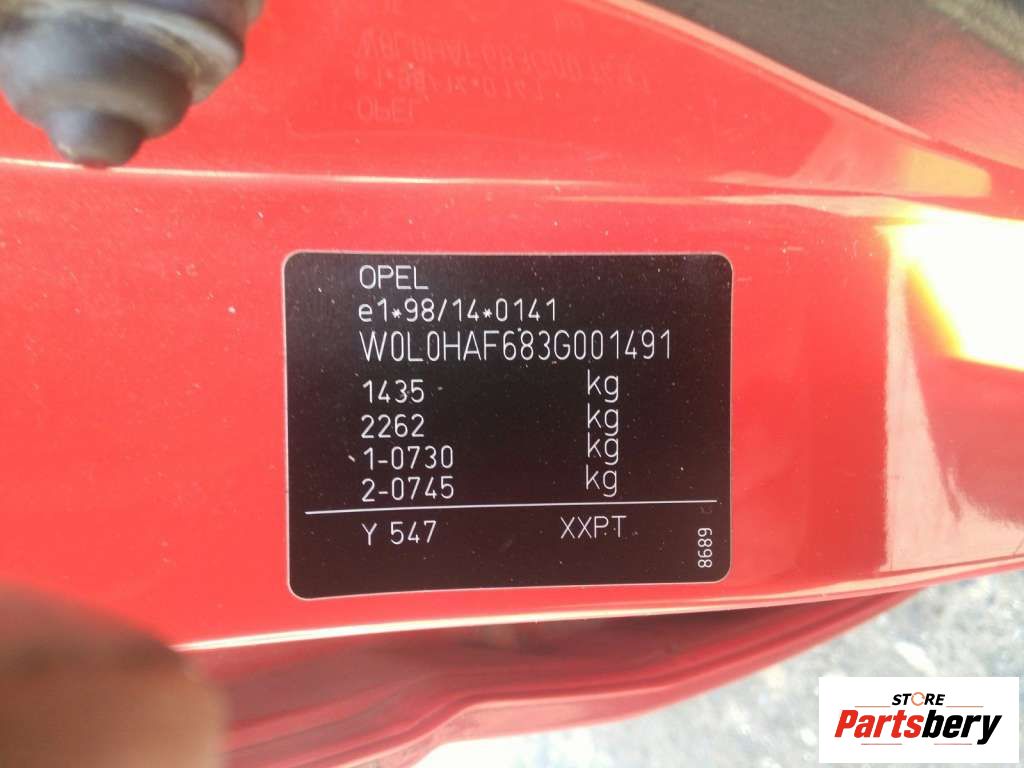 OPEL
e1*98/14*0141
W0L0HAF683G001491
1435 kg
2262 kg
1-0730 kg
2-0745 kg
Y 547 XXPT
8689
STORE
Partsbery